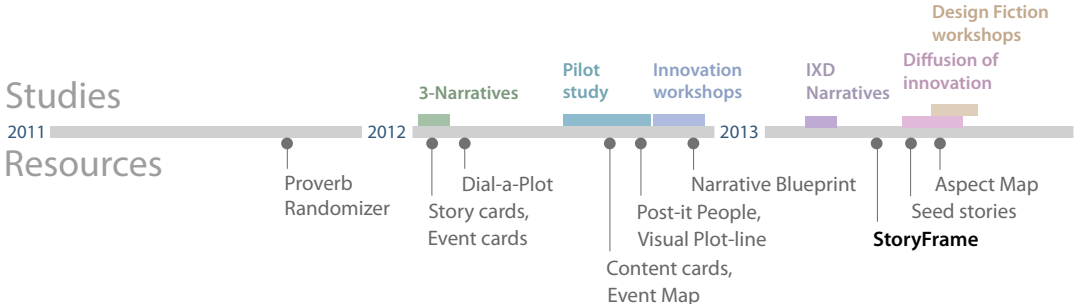 Design Fiction
workshops
Diffusion of
innovation
Pilot
study
Innovation
workshops
IXD
Narratives
3-Narratives
Studies
2011
2012
2013
Resources
Proverb
Randomizer
Dial-a-Plot
Story cards,
Event cards
Narrative Blueprint
Post-it People,
Visual Plot-line
Content cards,
Event Map
Aspect Map
Seed stories
StoryFrame